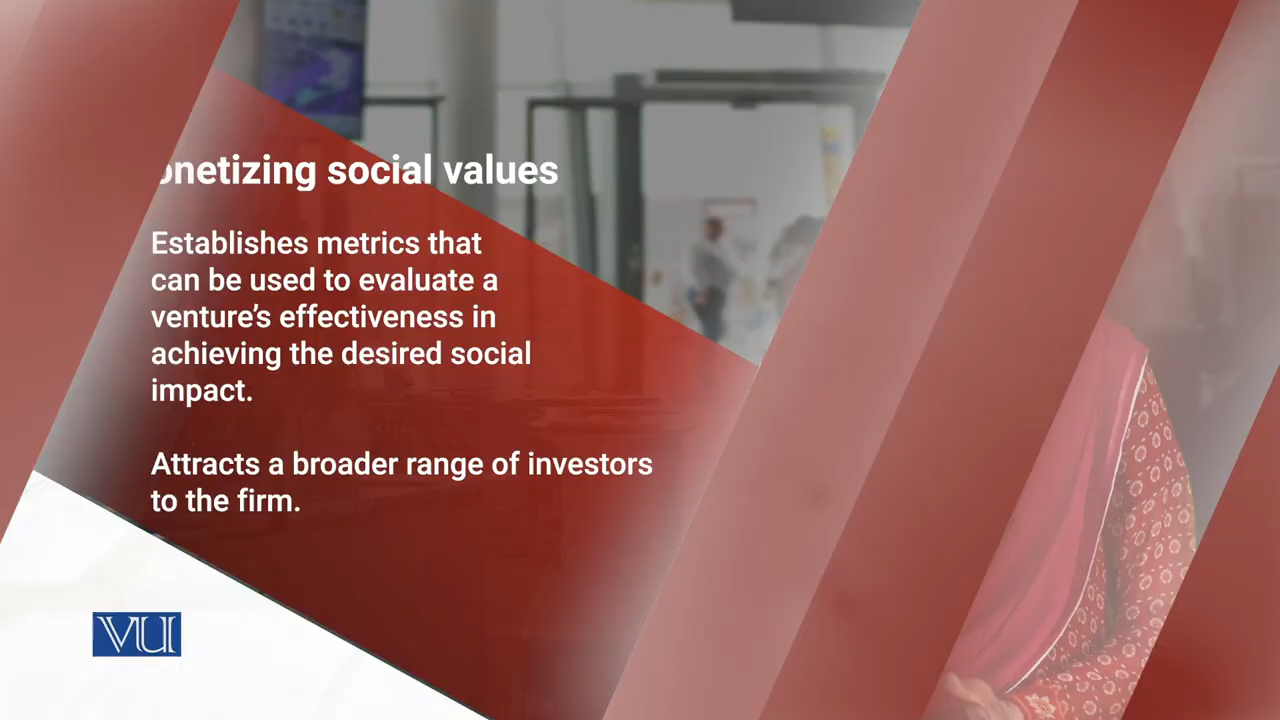 onetizing social values
Establishes metrics that
can be used to evaluate a
venture’s effectiveness in
achieving the desired social
impact.
Attracts a broader range of investors
to the firm.
VU